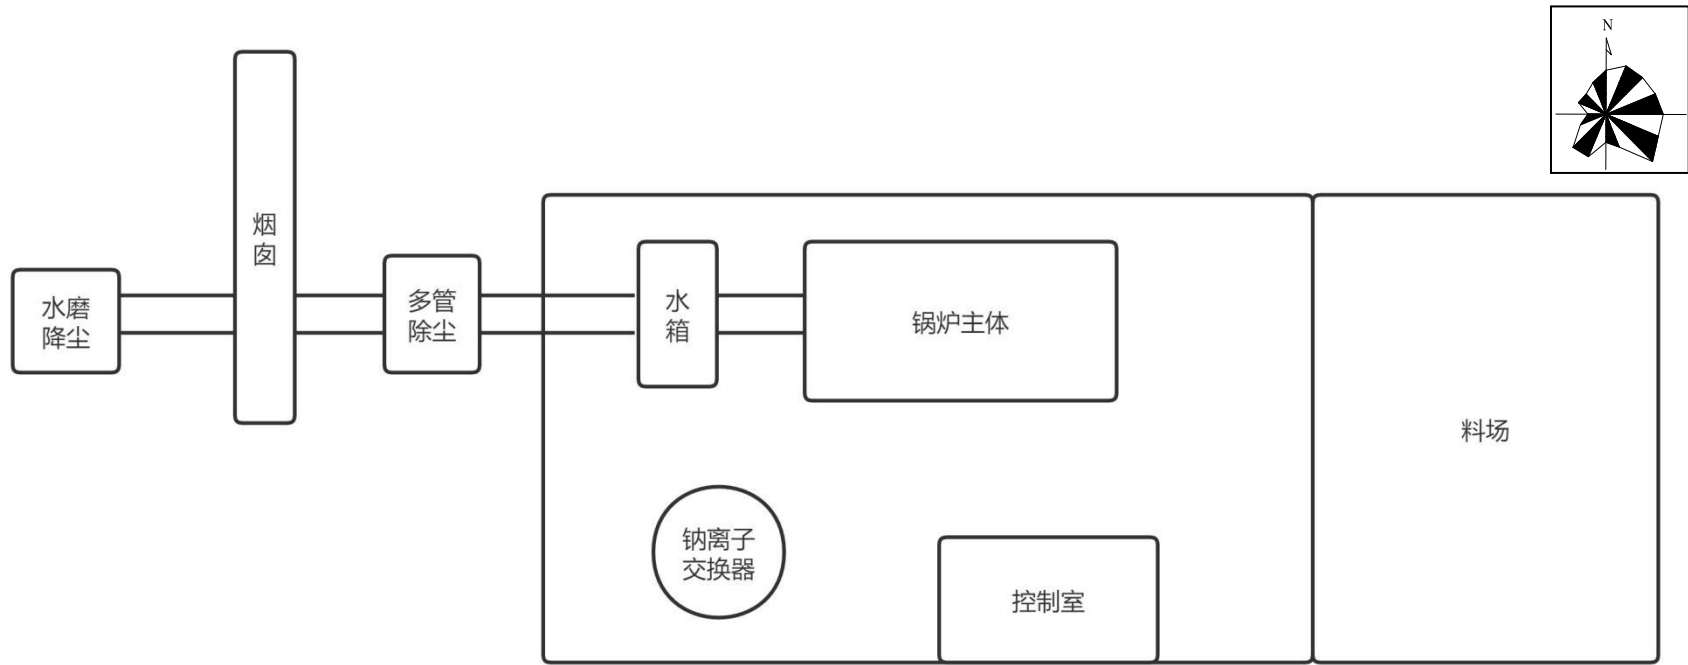 N
烟
囱
水磨
降尘
多管
除尘
水
箱
锅炉主体
料场
钠离子
交换器
控制室